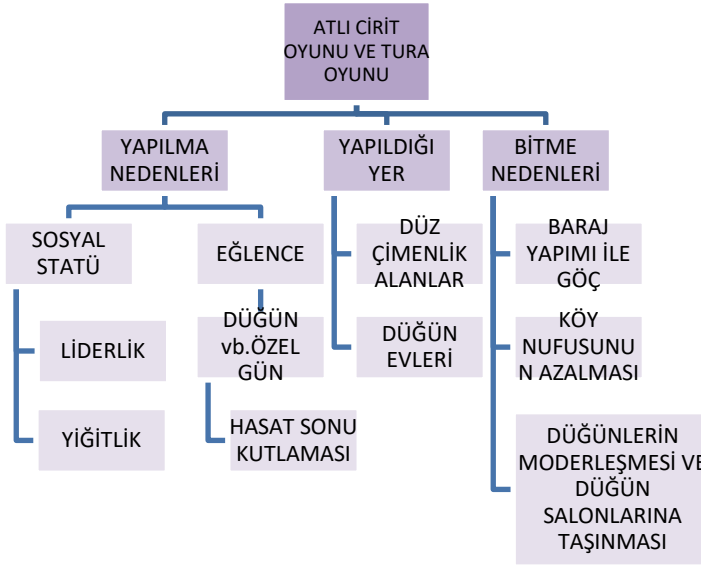 ATLI CİRİT
OYUNU VE TURA
OYUNU
YAPILMA
NEDENLERİ
YAPILDIĞI
YER
BİTME
NEDENLERİ
SOSYAL
STATÜ
EĞLENCE
DÜZ
ÇİMENLİK
ALANLAR
BARAJ
YAPIMI İLE
GÖÇ
LİDERLİK
DÜĞÜN
vb.ÖZEL
GÜN
DÜĞÜN
EVLERİ
KÖY
NUFUSUNU
N AZALMASI
YİĞİTLİK
HASAT SONU
KUTLAMASI
DÜĞÜNLERİN
MODERLEŞMESİ VE
DÜĞÜN
SALONLARINA
TAŞINMASI